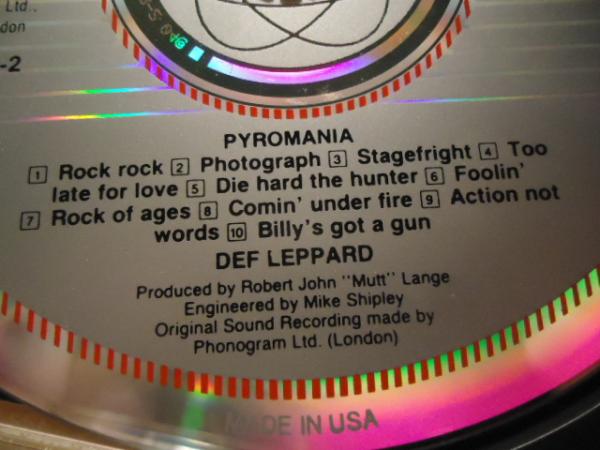 Ltd.,
don
-2
PYROMANIA
1 Rock rock 2 Photograph 3 Stagefright 4 Too
late for love 5 Die hard the hunter 6 Foolin'
7 Rock of ages 8 Comin' under fire 9 Action not
words 10 Billy's got a gun
DEF LEPPARD
Produced by Robert John "Mutt" Lange
Engineered by Mike Shipley
Original Sound Recording made by
Phonogram Ltd. (London)
MADE IN USA